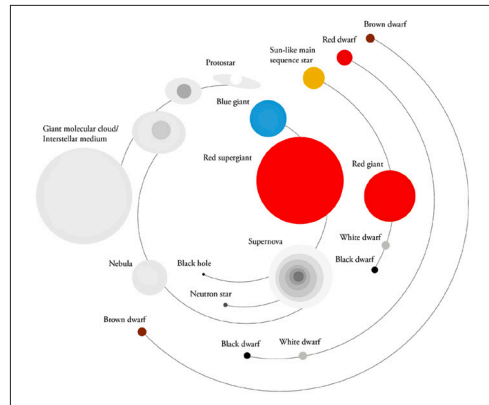 Brown dwarf
Red dwarf
Sun-like main
sequence star
Protostar
Blue giant
Giant molecular cloud/
Interstellar medium
Red supergiant
Red giant
White dwarf
Supernova
Black dwarf
Nebula
Black hole
Neutron star
Brown dwarf
Black dwarf
White dwarf